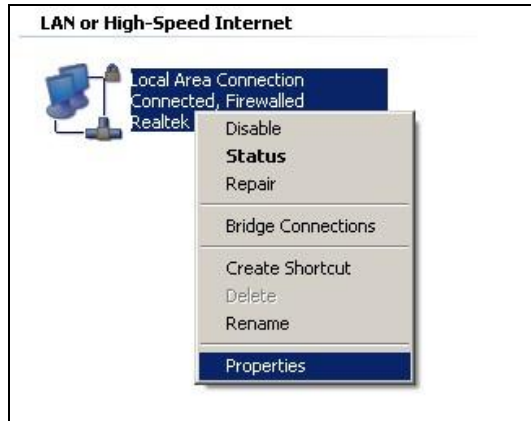 LAN or High-Speed Internet
Local Area Connection
Connected, Firewalled
Realtek
Disable
Status
Repair
Bridge Connections
Create Shortcut
Delete
Rename
Properties